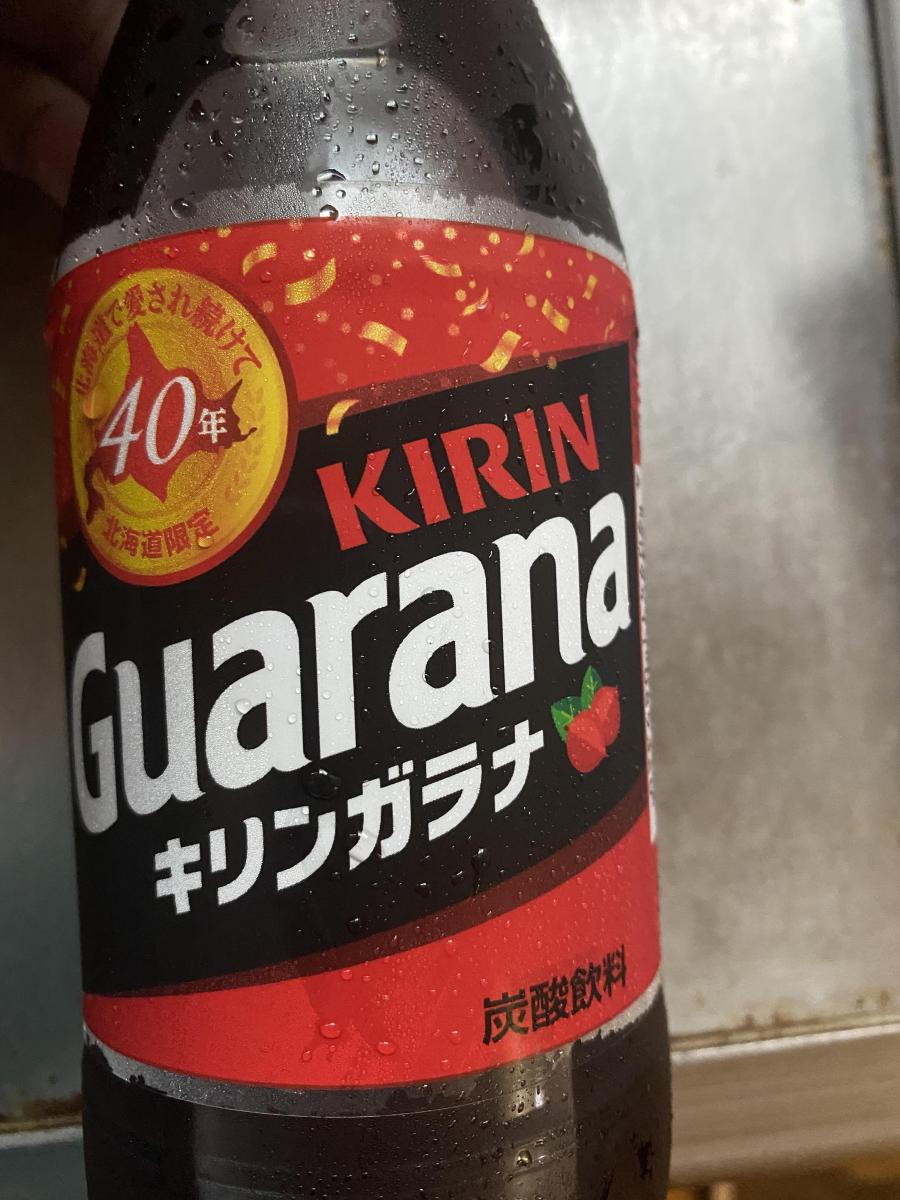 北海道で愛され続けて
40年
北海道限定
KIRIN
Guarana
キリンガラナ
炭酸飲料